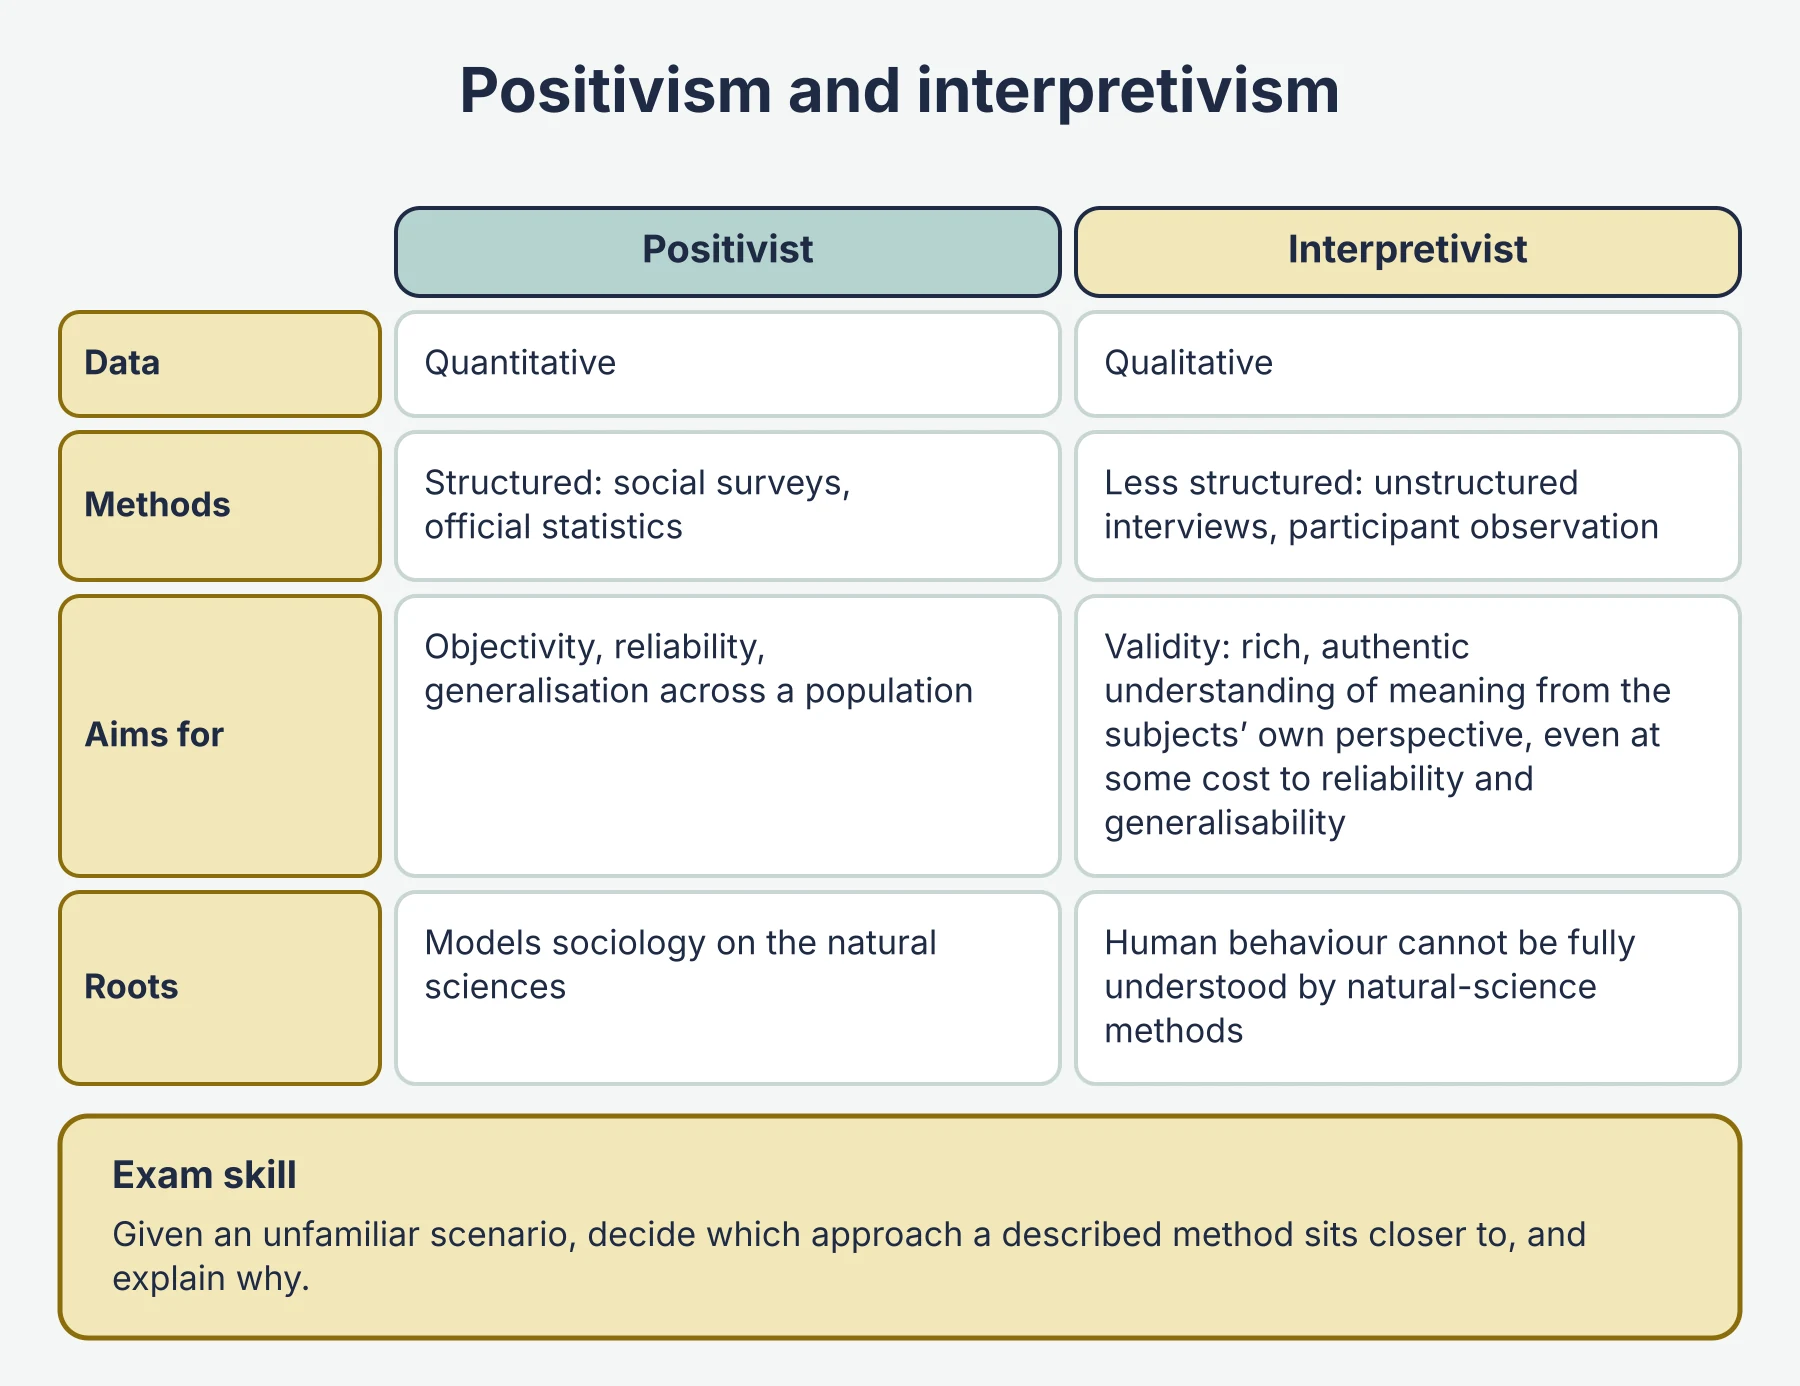 Positivism and interpretivism
Positivist
Interpretivist
Data
Quantitative
Qualitative
Methods
Structured: social surveys,
official statistics
Less structured: unstructured
interviews, participant observation
Aims for
Objectivity, reliability,
generalisation across a population
Validity: rich, authentic
understanding of meaning from the
subjects’ own perspective, even at
some cost to reliability and
generalisability
Roots
Models sociology on the natural
sciences
Human behaviour cannot be fully
understood by natural-science
methods
Exam skill
Given an unfamiliar scenario, decide which approach a described method sits closer to, and
explain why.